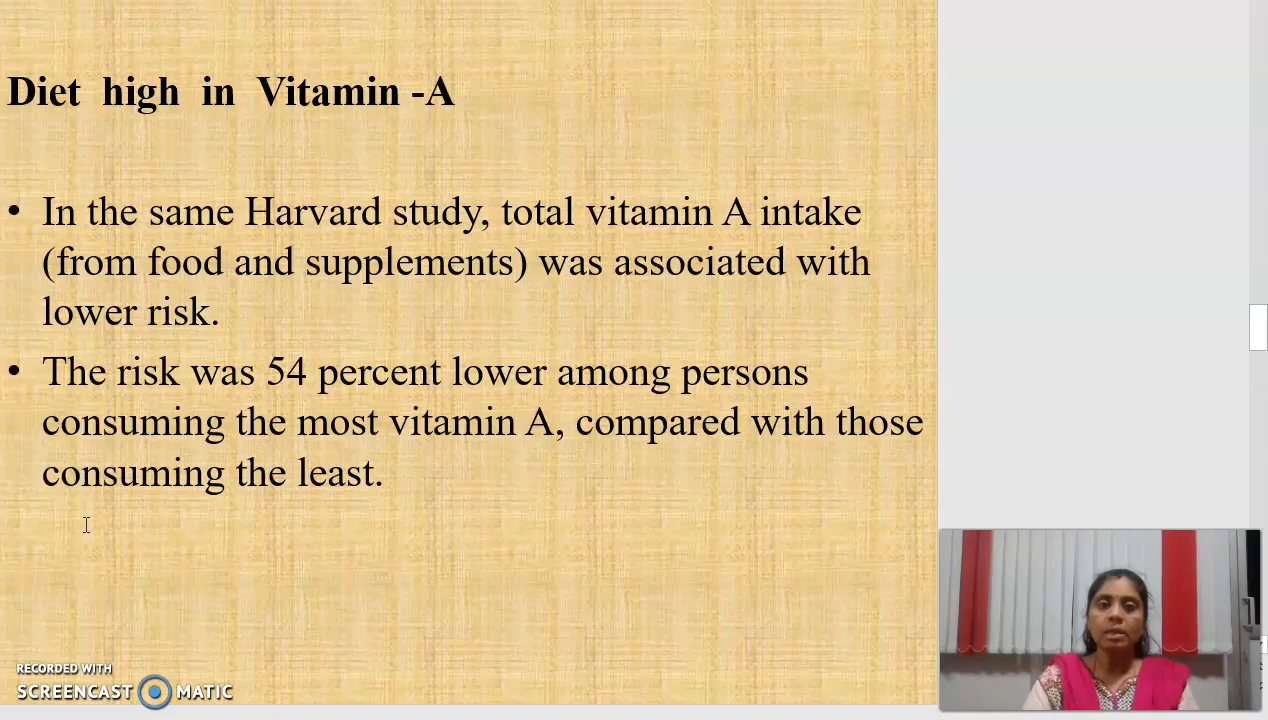 Diet high in Vitamin -A
• In the same Harvard study, total vitamin A intake
(from food and supplements) was associated with
lower risk.
• The risk was 54 percent lower among persons
consuming the most vitamin A, compared with those
consuming the least.
RECORDED WITH
SCREENCAST MATIC